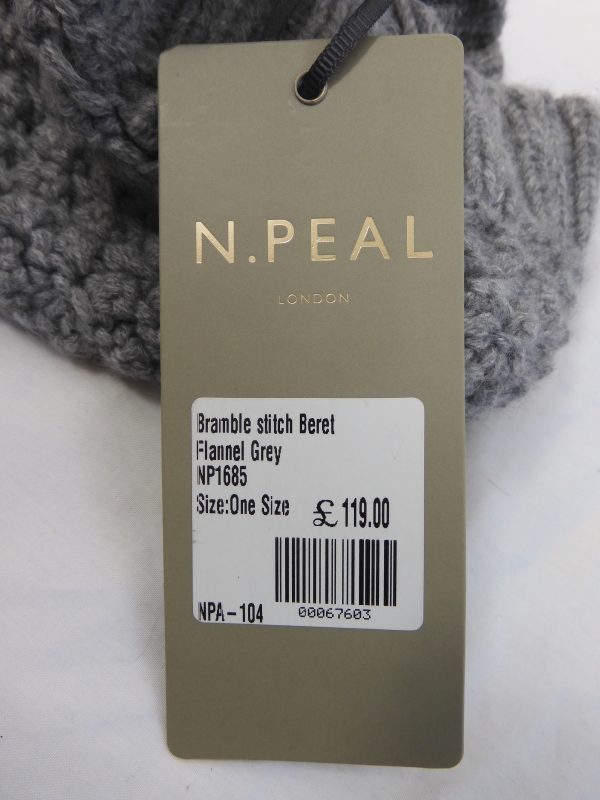 N.PEAL
LONDON
Bramble stitch Beret
Flannel Grey
NP1685
Size:One Size £119.00
NPA-104 00067603